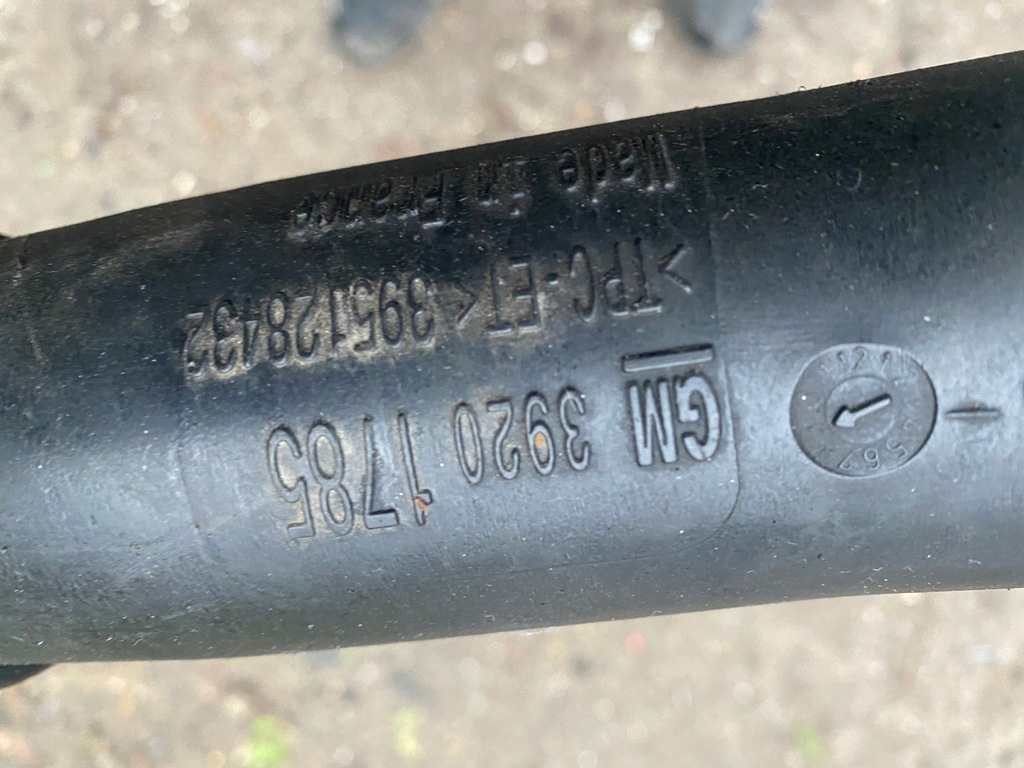 GM 3920 1785
>TPC-ET< 395128432
Made in France